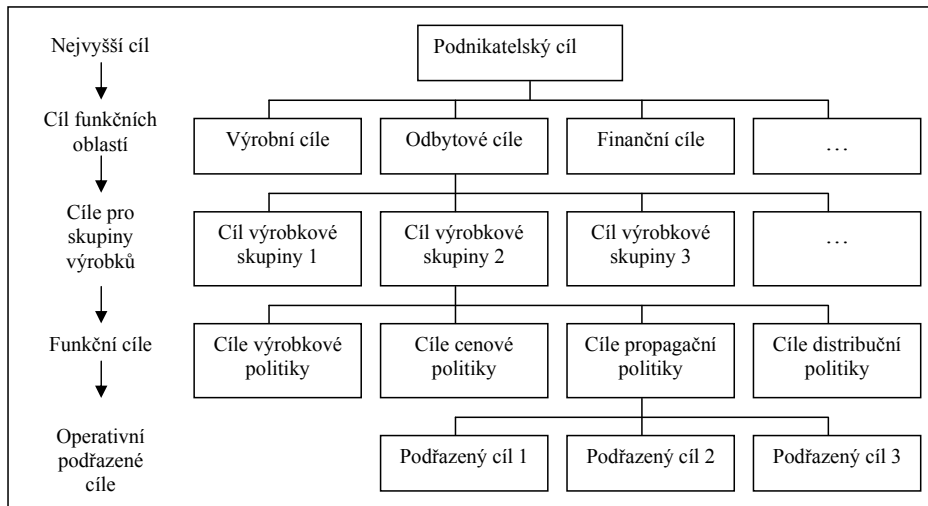 Nejvyšší cíl
Podnikatelský cíl
Cíl funkčních
oblastí
Výrobní cíle
Odbytové cíle
Finanční cíle
…
Cíle pro
skupiny
výrobků
Cíl výrobkové
skupiny 1
Cíl výrobkové
skupiny 2
Cíl výrobkové
skupiny 3
…
Funkční cíle
Cíle výrobkové
politiky
Cíle cenové
politiky
Cíle propagační
politiky
Cíle distribuční
politiky
Operativní
podřazené
cíle
Podřazený cíl 1
Podřazený cíl 2
Podřazený cíl 3